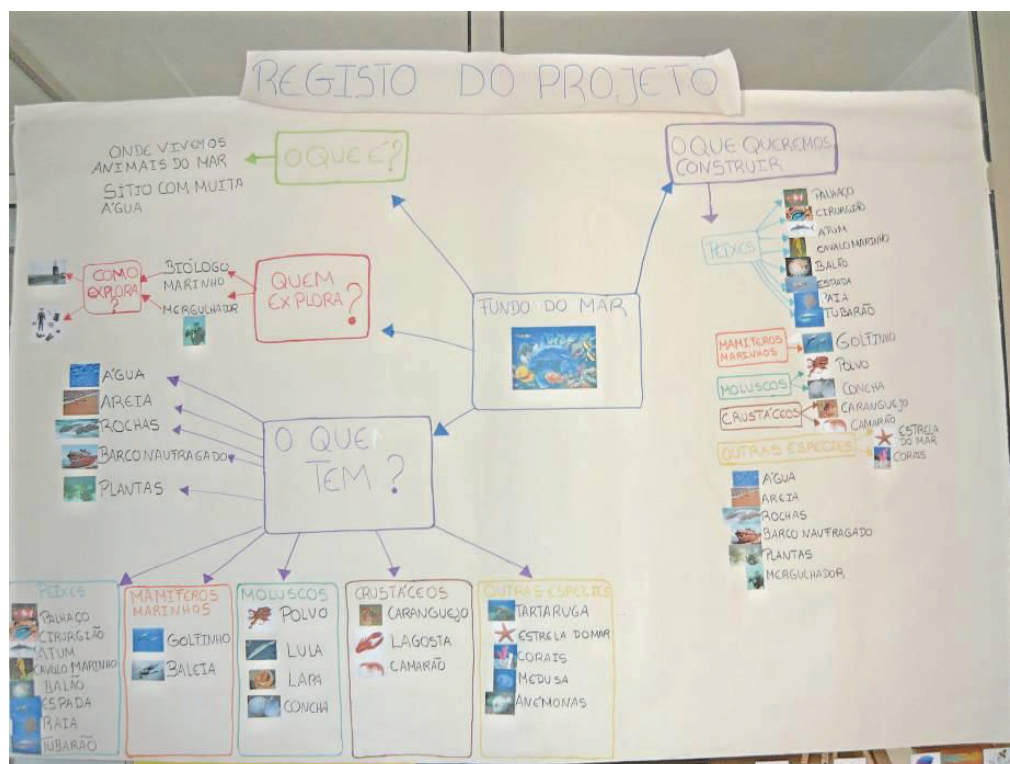 REGISTO DO PROJETO
O QUE É?
ONDE VIVEM OS
ANIMAIS DO MAR
SÍTIO COM MUITA
ÁGUA
QUEM
EXPLORA?
BIÓLOGO
MARINHO
MERGULHADOR
COMO
EXPLORA
?
FUNDO DO MAR
O QUE
TEM?
ÁGUA
AREIA
ROCHAS
BARCO NAUFRAGADO
PLANTAS
PEIXES
PALHAÇO
CIRURGIÃO
ATUM
CAVALO MARINHO
BALÃO
ESPADA
RAIA
TUBARÃO
MAMÍFEROS
MARINHOS
GOLFINHO
BALEIA
MOLUSCOS
POLVO
LULA
LAPA
CONCHA
CRUSTÁCEOS
CARANGUEJO
LAGOSTA
CAMARÃO
OUTRAS ESPÉCIES
TARTARUGA
ESTRELA DO MAR
CORAIS
MEDUSA
ANÉMONAS
O QUE QUEREMOS
CONSTRUIR
PEIXES
PALHAÇO
CIRURGIÃO
ATUM
CAVALO MARINHO
BALÃO
ESPADA
RAIA
TUBARÃO
MAMÍFEROS
MARINHOS
GOLFINHO
MOLUSCOS
POLVO
CONCHA
CRUSTÁCEOS
CARANGUEJO
CAMARÃO
OUTRAS ESPÉCIES
ESTRELA
DO MAR
CORAIS
ÁGUA
AREIA
ROCHAS
BARCO NAUFRAGADO
PLANTAS
MERGULHADOR